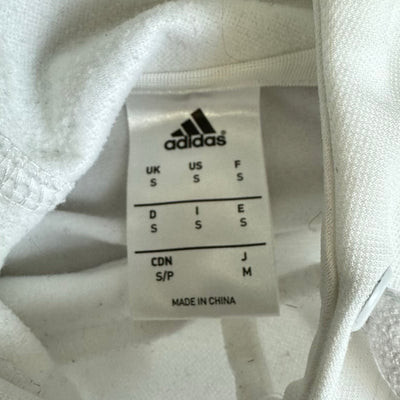 adidas
UK US F
S S S
D I E
S S S
CDN J
S/P M
MADE IN CHINA